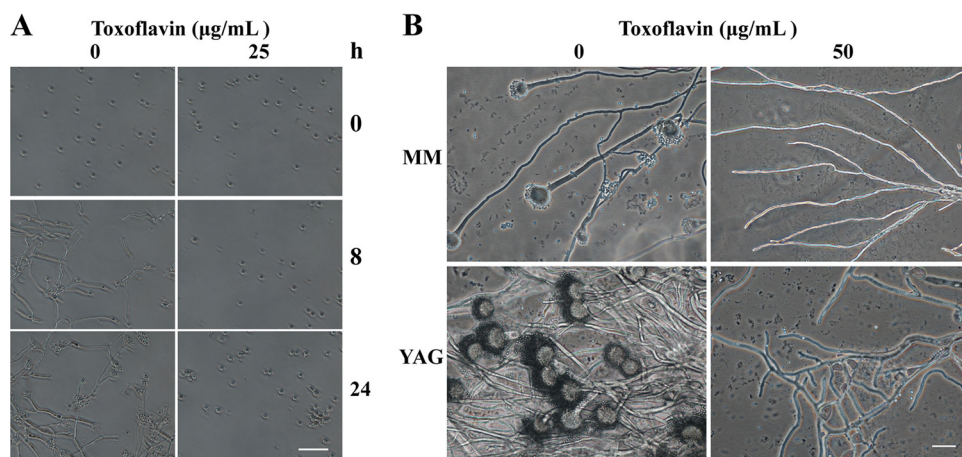 A
Toxoflavin (μg/mL )
0 25 h
0
8
24
B
Toxoflavin (μg/mL )
0 50
MM
YAG